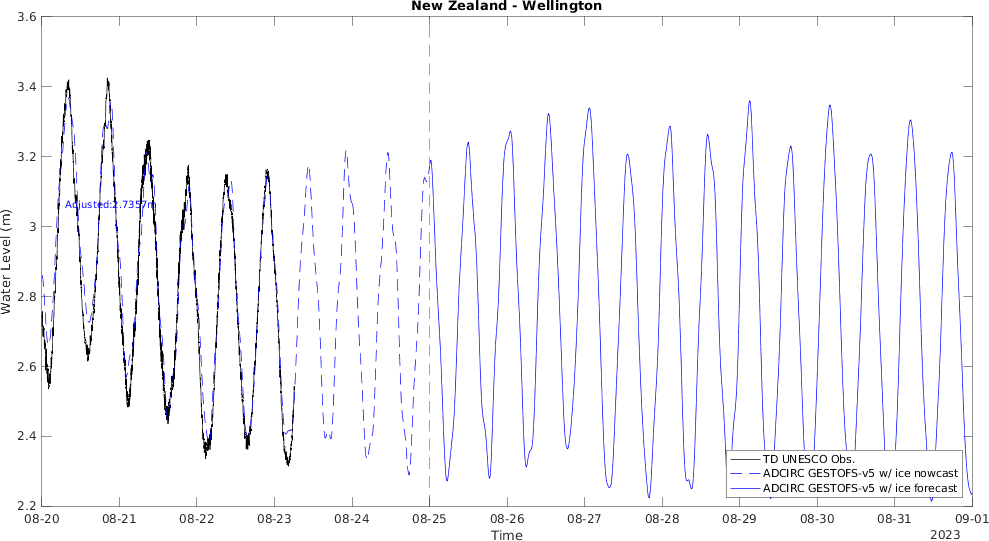 New Zealand - Wellington
3.6
3.4
3.2
3
2.8
2.6
2.4
2.2
Water Level (m)
Adjusted:2.7357m
TD UNESCO Obs.
ADCIRC GESTOFS-v5 w/ ice nowcast
ADCIRC GESTOFS-v5 w/ ice forecast
08-20 08-21 08-22 08-23 08-24 08-25 08-26 08-27 08-28 08-29 08-30 08-31 09-01
Time
2023